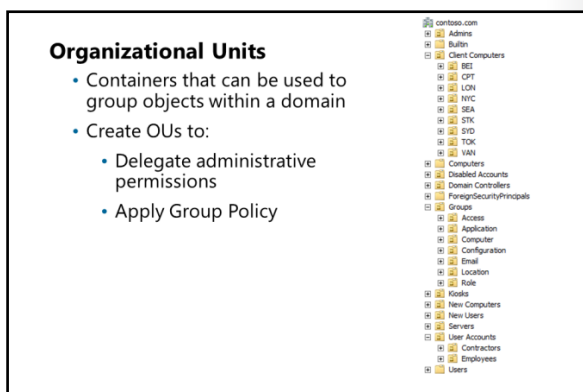 Organizational Units
• Containers that can be used to
group objects within a domain
• Create OUs to:
• Delegate administrative
permissions
• Apply Group Policy
contoso.com
Admins
Builtin
Client Computers
BEI
CPT
LON
NYC
SEA
STK
SYD
TOK
VAN
Computers
Disabled Accounts
Domain Controllers
ForeignSecurityPrincipals
Groups
Access
Application
Computer
Configuration
Email
Location
Role
Kiosks
New Computers
New Users
Servers
User Accounts
Contractors
Employees
Users